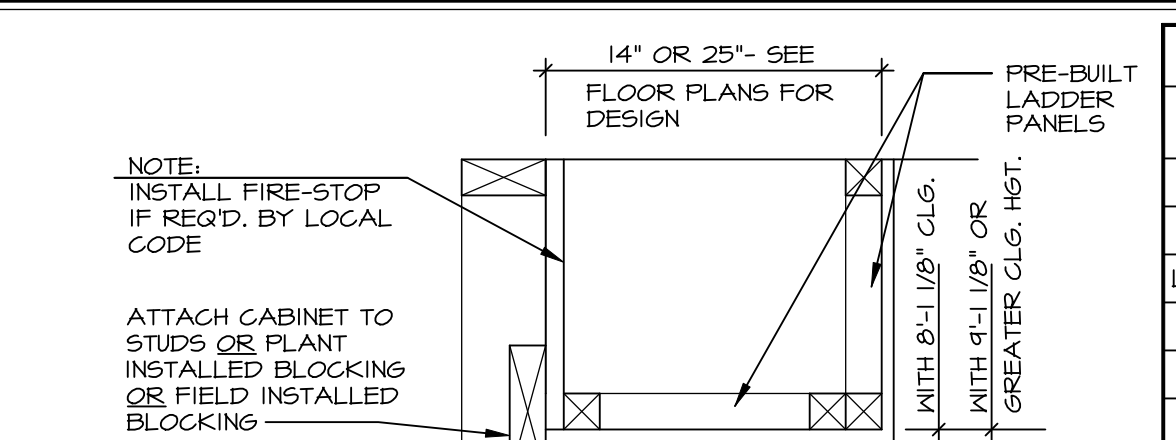 14" OR 25"- SEE
FLOOR PLANS FOR
DESIGN
PRE-BUILT
LADDER
PANELS
NOTE:
INSTALL FIRE-STOP
IF REQ'D. BY LOCAL
CODE
ATTACH CABINET TO
STUDS OR PLANT
INSTALLED BLOCKING
OR FIELD INSTALLED
BLOCKING
WITH 8'-1 1/8" CLG.
WITH 9'-1 1/8" OR
GREATER CLG. HGT.